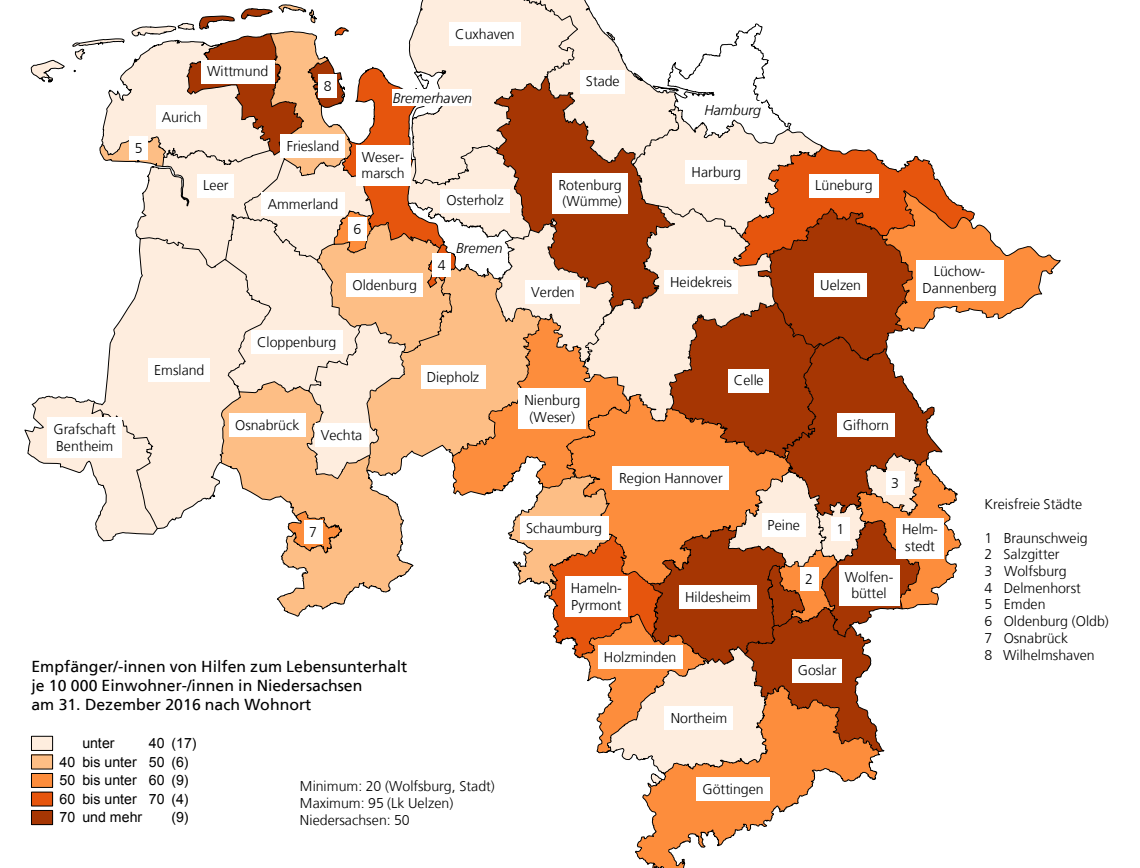 Cuxhaven
Stade
Wittmund
8
Bremerhaven
Hamburg
Aurich
5
Friesland
Weser-
marsch
Harburg
Lüneburg
Leer
Ammerland
Osterholz
Rotenburg
(Wümme)
6
Bremen
4
Oldenburg
Verden
Heidekreis
Uelzen
Lüchow-
Dannenberg
Cloppenburg
Emsland
Diepholz
Celle
Nienburg
(Weser)
Grafschaft
Bentheim
Osnabrück
Vechta
Gifhorn
Region Hannover
3
Schaumburg
Peine
1
Helm-
stedt
7
2
Hameln-
Pyrmont
Hildesheim
Wolfen-
büttel
Holzminden
Goslar
Northeim
Göttingen
Kreisfreie Städte
1 Braunschweig
2 Salzgitter
3 Wolfsburg
4 Delmenhorst
5 Emden
6 Oldenburg (Oldb)
7 Osnabrück
8 Wilhelmshaven
Empfänger/-innen von Hilfen zum Lebensunterhalt
je 10 000 Einwohner-/innen in Niedersachsen
am 31. Dezember 2016 nach Wohnort
unter 40 (17)
40 bis unter 50 (6)
50 bis unter 60 (9)
60 bis unter 70 (4)
70 und mehr (9)
Minimum: 20 (Wolfsburg, Stadt)
Maximum: 95 (Lk Uelzen)
Niedersachsen: 50